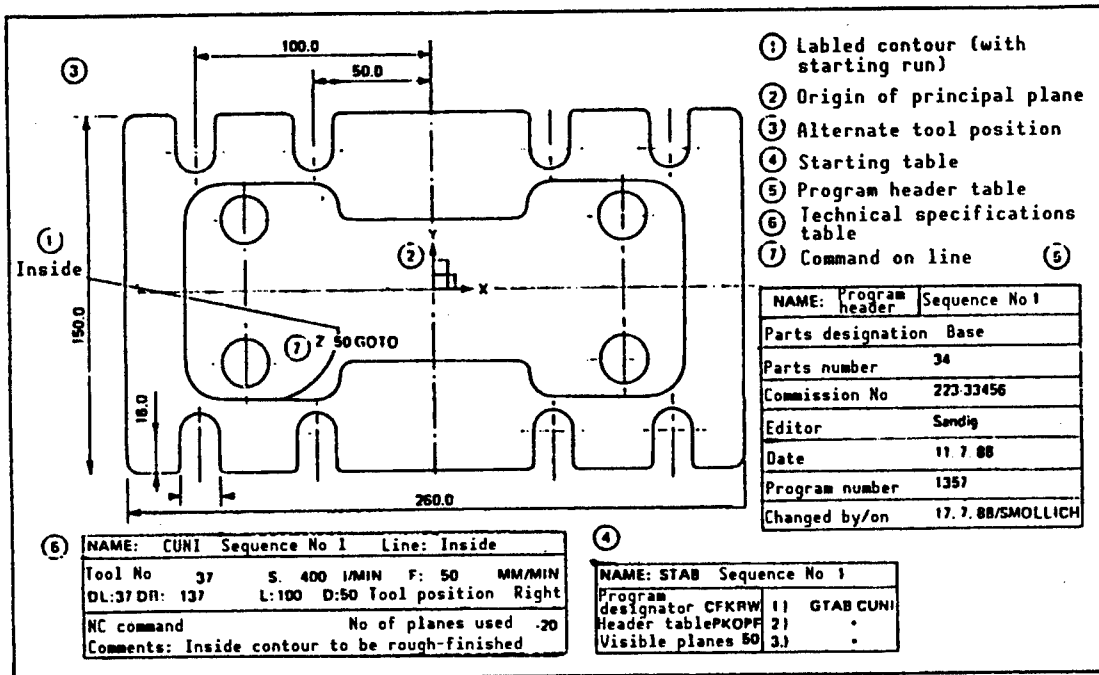 100.0
50.0
③
① Labled contour (with
starting run)
② Origin of principal plane
③ Alternate tool position
④ Starting table
⑤ Program header table
⑥ Technical specifications
table
⑦ Command on line ⑤
①
Inside
150.0
Y
②
X
⑦ Z 50 GOTO
16.0
260.0
NAME: Program header Sequence No 1
Parts designation Base
Parts number 34
Commission No 223-33456
Editor Sandig
Date 11. 7. 88
Program number 1357
Changed by/on 17. 7. 88/SMOLLICH
⑥
NAME: CUNI Sequence No 1 Line: Inside
Tool No 37 S. 400 1/MIN F: 50 MM/MIN
DL:37 DR: 137 L:100 D:50 Tool position Right
NC command No of planes used -20
Comments: Inside contour to be rough-finished
④
NAME: STAB Sequence No 1
Program
designator CFKRW 1) GTAB CUNI
Header table PKOPF 2) •
Visible planes 50 3.) •